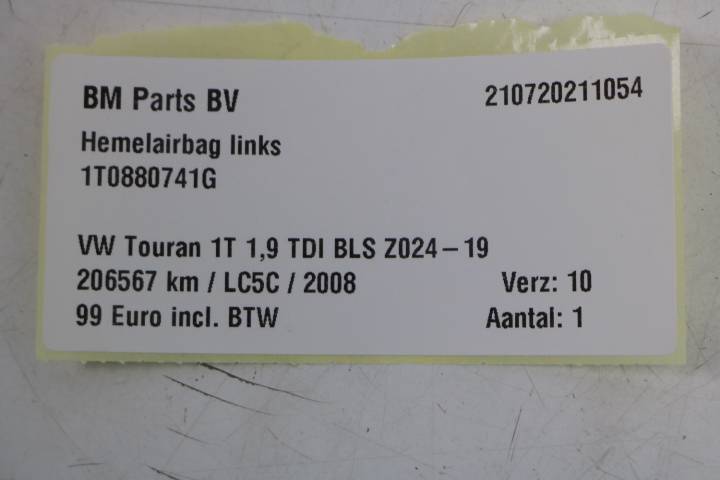 BM Parts BV 210720211054
Hemelairbag links
1T0880741G
VW Touran 1T 1,9 TDI BLS Z024 – 19
206567 km / LC5C / 2008 Verz: 10
99 Euro incl. BTW Aantal: 1